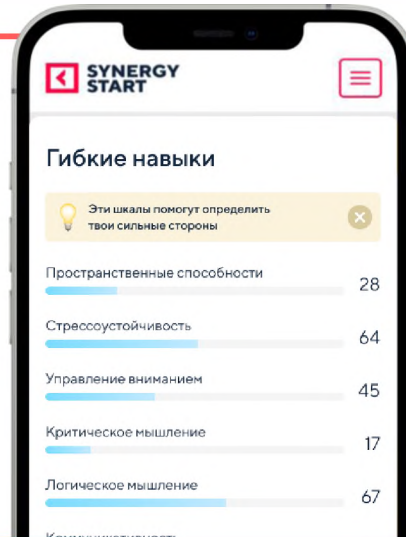 SYNERGY
START
Гибкие навыки
Эти шкалы помогут определить
твои сильные стороны
Пространственные способности
28
Стрессоустойчивость
64
Управление вниманием
45
Критическое мышление
17
Логическое мышление
67